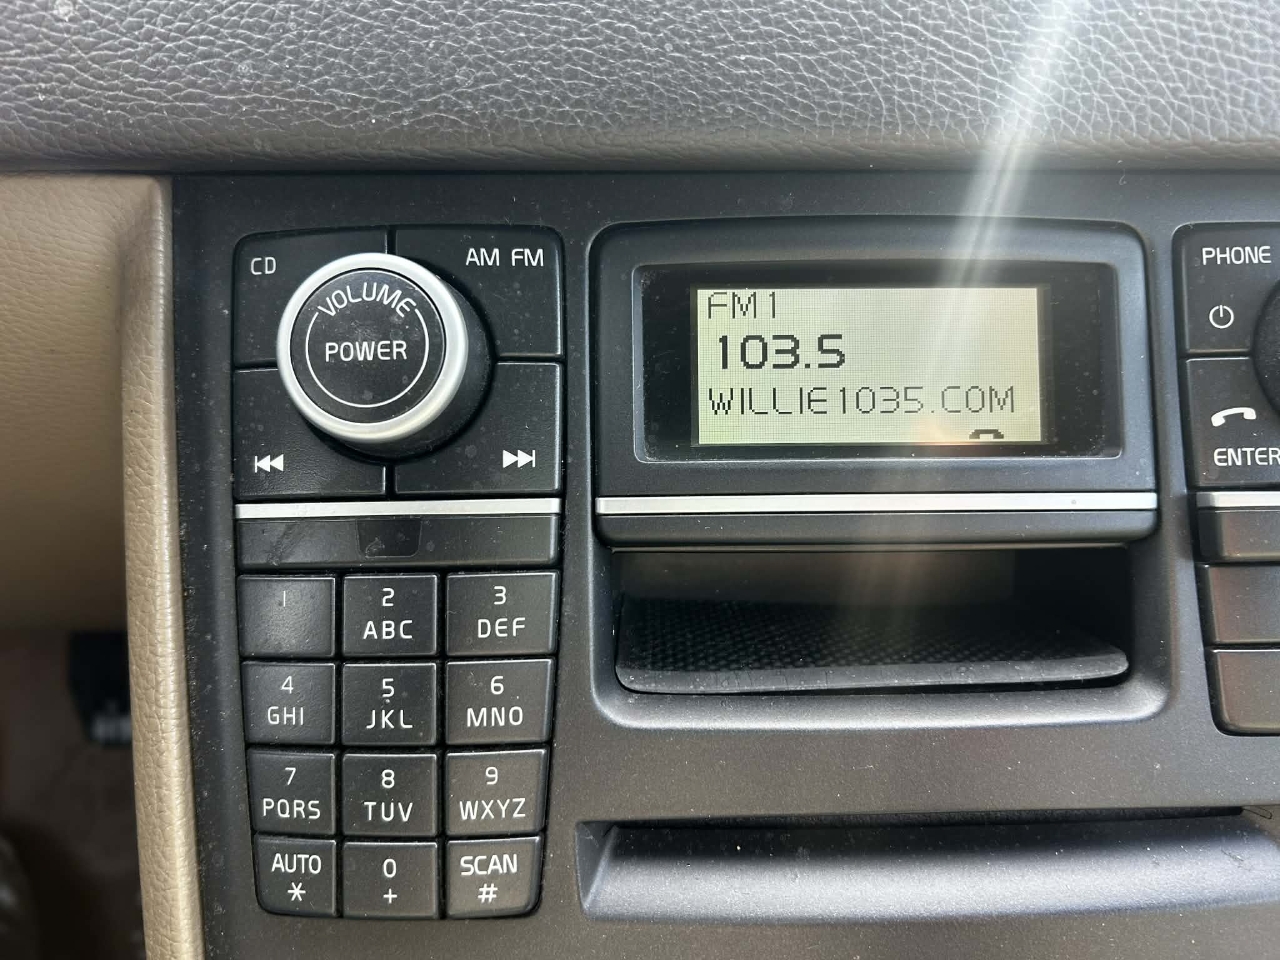 CD
AM FM
VOLUME
POWER
FM1
103.5
WILLIE1035.COM
PHONE
ENTER
1
2
ABC
3
DEF
4
GHI
5
JKL
6
MNO
7
PQRS
8
TUV
9
WXYZ
AUTO
*
0
+
SCAN
#